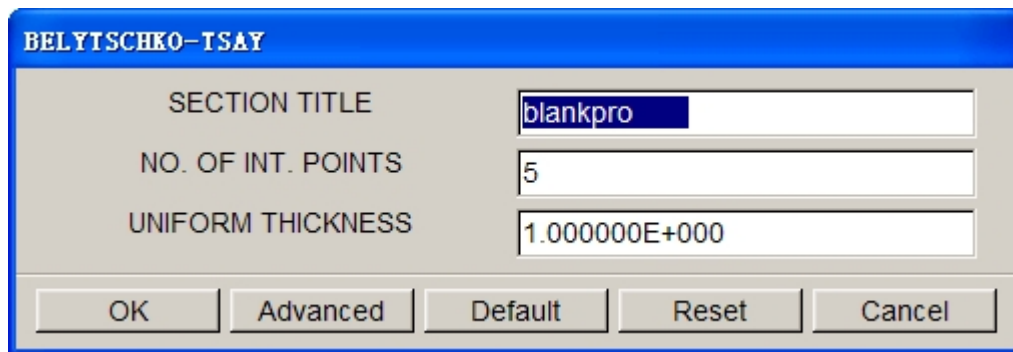 BELYTSCHKO-TSAY
SECTION TITLE blankpro
NO. OF INT. POINTS 5
UNIFORM THICKNESS 1.000000E+000
OK Advanced Default Reset Cancel